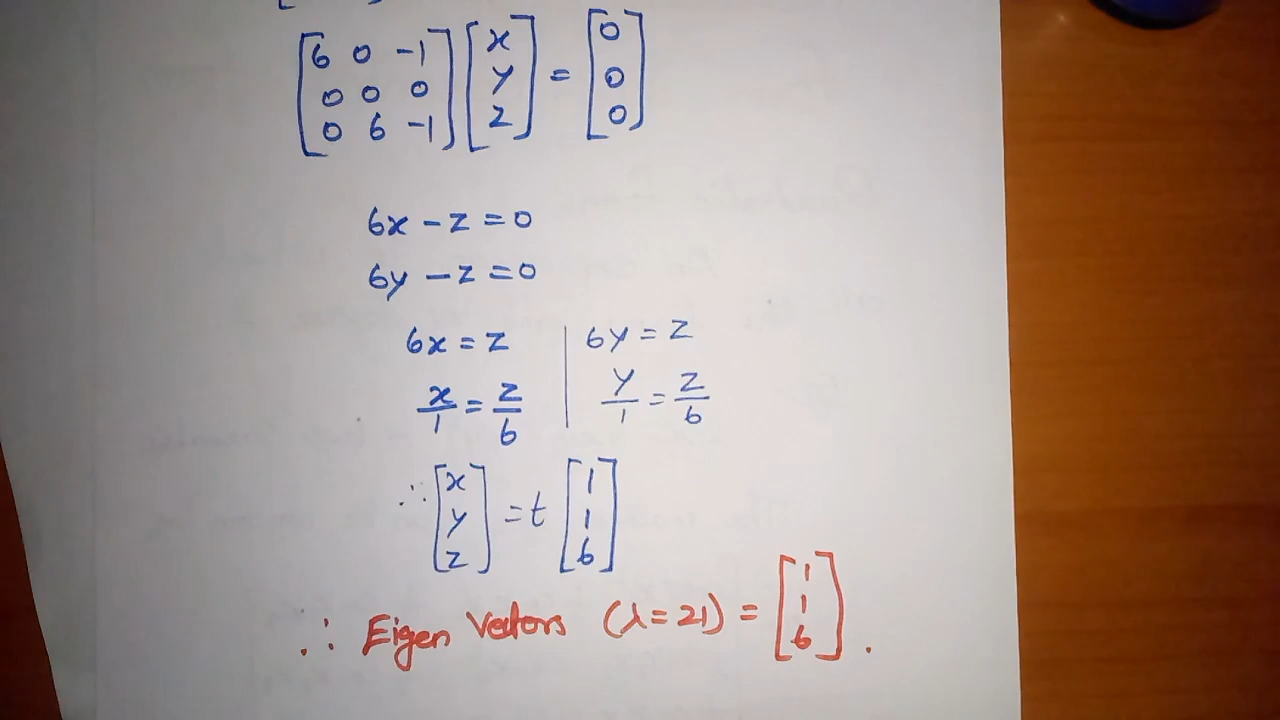 [6 0 -1] [x] = [0]
[0 0 0] [y] = [0]
[0 6 -1] [z] = [0]
6x - z = 0
6y - z = 0
6x = z | 6y = z
x/1 = z/6 | y/1 = z/6
∴ [x] = t [1]
[y] [1]
[z] [6]
∴ Eigen Vectors (λ = 21) = [1 1 6].